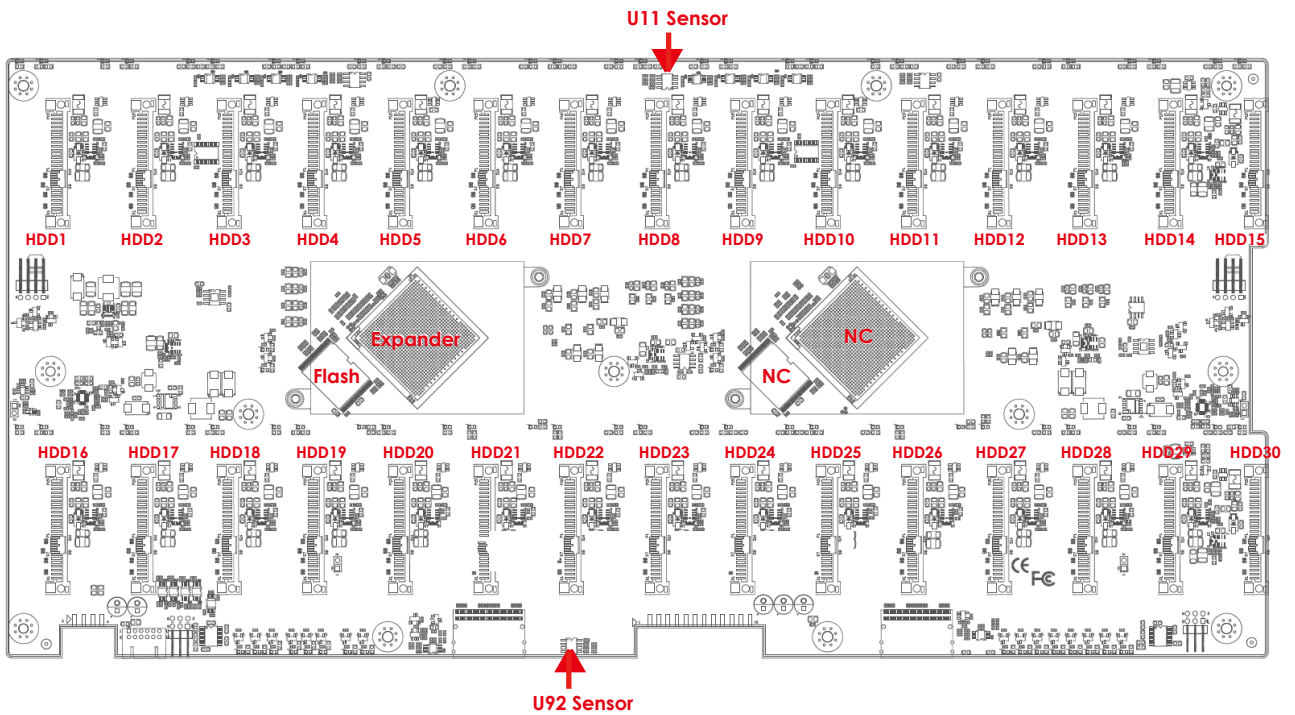 U11 Sensor
HDD1 HDD2 HDD3 HDD4 HDD5 HDD6 HDD7 HDD8 HDD9 HDD10 HDD11 HDD12 HDD13 HDD14 HDD15
Expander
NC
Flash
NC
HDD16 HDD17 HDD18 HDD19 HDD20 HDD21 HDD22 HDD23 HDD24 HDD25 HDD26 HDD27 HDD28 HDD29 HDD30
CE
FC
U92 Sensor